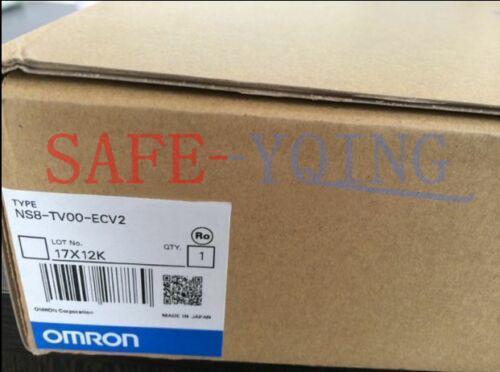 SAFE-YQING
TYPE
NS8-TV00-ECV2
Ro
LOT No.
QTY.
17X12K
1
OMRON Corporation
MADE IN JAPAN
OMRON